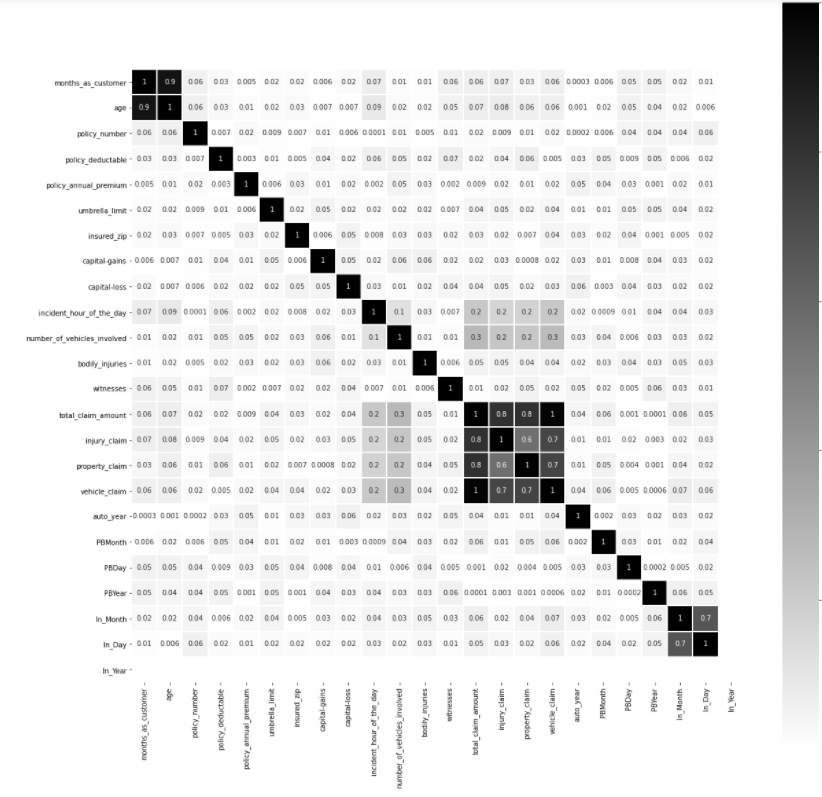 months_as_customer 1 0.9 0.06 0.03 0.005 0.02 0.02 0.006 0.02 0.07 0.01 0.01 0.06 0.06 0.07 0.03 0.06 0.0003 0.006 0.05 0.05 0.02 0.01
age 0.9 1 0.06 0.03 0.01 0.02 0.03 0.007 0.007 0.09 0.02 0.02 0.05 0.07 0.08 0.06 0.06 0.001 0.02 0.05 0.04 0.02 0.006
policy_number 0.06 0.06 1 0.007 0.02 0.009 0.007 0.01 0.006 0.0001 0.01 0.005 0.01 0.02 0.009 0.01 0.02 0.0002 0.006 0.04 0.04 0.04 0.06
policy_deductable 0.03 0.03 0.007 1 0.003 0.01 0.005 0.04 0.02 0.06 0.05 0.02 0.07 0.02 0.04 0.06 0.005 0.03 0.05 0.009 0.05 0.006 0.02
policy_annual_premium 0.005 0.01 0.02 0.003 1 0.006 0.03 0.01 0.02 0.002 0.05 0.03 0.002 0.009 0.02 0.01 0.02 0.05 0.04 0.03 0.001 0.02 0.01
umbrella_limit 0.02 0.02 0.009 0.01 0.006 1 0.02 0.05 0.02 0.02 0.02 0.02 0.007 0.04 0.05 0.02 0.04 0.01 0.01 0.05 0.05 0.04 0.02
insured_zip 0.02 0.03 0.007 0.005 0.03 0.02 1 0.006 0.05 0.008 0.03 0.03 0.02 0.03 0.02 0.007 0.04 0.03 0.02 0.04 0.001 0.005 0.02
capital-gains 0.006 0.007 0.01 0.04 0.01 0.05 0.006 1 0.05 0.02 0.06 0.06 0.02 0.02 0.03 0.0008 0.02 0.03 0.01 0.008 0.04 0.03 0.02
capital-loss 0.02 0.007 0.006 0.02 0.02 0.02 0.05 0.05 1 0.03 0.01 0.02 0.04 0.04 0.05 0.02 0.03 0.06 0.003 0.04 0.03 0.03 0.02
incident_hour_of_the_day 0.07 0.09 0.0001 0.06 0.002 0.02 0.008 0.02 0.03 1 0.1 0.03 0.007 0.2 0.2 0.2 0.2 0.02 0.0009 0.01 0.04 0.04 0.03
number_of_vehicles_involved 0.01 0.02 0.01 0.05 0.05 0.02 0.03 0.06 0.01 0.1 1 0.01 0.01 0.3 0.2 0.2 0.3 0.03 0.04 0.006 0.03 0.03 0.02
bodily_injuries 0.01 0.02 0.005 0.02 0.03 0.02 0.03 0.06 0.02 0.03 0.01 1 0.006 0.05 0.05 0.04 0.04 0.02 0.03 0.04 0.03 0.05 0.03
witnesses 0.06 0.05 0.01 0.07 0.002 0.007 0.02 0.02 0.04 0.007 0.01 0.006 1 0.01 0.02 0.05 0.02 0.05 0.02 0.005 0.06 0.03 0.01
total_claim_amount 0.06 0.07 0.02 0.02 0.009 0.04 0.03 0.02 0.04 0.2 0.3 0.05 0.01 1 0.8 0.8 1 0.04 0.06 0.001 0.0001 0.06 0.05
injury_claim 0.07 0.08 0.009 0.04 0.02 0.05 0.02 0.03 0.05 0.2 0.2 0.05 0.02 0.8 1 0.6 0.7 0.01 0.01 0.02 0.003 0.02 0.03
property_claim 0.03 0.06 0.01 0.06 0.01 0.02 0.007 0.0008 0.02 0.2 0.2 0.04 0.05 0.8 0.6 1 0.7 0.01 0.05 0.004 0.001 0.04 0.02
vehicle_claim 0.06 0.06 0.02 0.005 0.02 0.04 0.04 0.02 0.03 0.2 0.3 0.04 0.02 1 0.7 0.7 1 0.04 0.06 0.005 0.0006 0.07 0.06
auto_year 0.0003 0.001 0.0002 0.03 0.05 0.01 0.03 0.03 0.06 0.02 0.03 0.02 0.05 0.04 0.01 0.01 0.04 1 0.002 0.03 0.02 0.03 0.02
PBMonth 0.006 0.02 0.006 0.05 0.04 0.01 0.02 0.01 0.003 0.0009 0.04 0.03 0.02 0.06 0.01 0.05 0.06 0.002 1 0.03 0.01 0.02 0.04
PBDay 0.05 0.05 0.04 0.009 0.03 0.05 0.04 0.008 0.04 0.01 0.006 0.04 0.005 0.001 0.02 0.004 0.005 0.03 0.03 1 0.0002 0.005 0.02
PBYear 0.05 0.04 0.04 0.05 0.001 0.05 0.001 0.04 0.03 0.04 0.03 0.03 0.06 0.0001 0.003 0.001 0.0006 0.02 0.01 0.0002 1 0.06 0.05
In_Month 0.02 0.02 0.04 0.006 0.02 0.04 0.005 0.03 0.03 0.04 0.03 0.05 0.03 0.06 0.02 0.04 0.07 0.03 0.02 0.005 0.06 1 0.7
In_Day 0.01 0.006 0.06 0.02 0.01 0.02 0.02 0.02 0.02 0.03 0.02 0.03 0.01 0.05 0.03 0.02 0.06 0.02 0.04 0.02 0.05 0.7 1
In_Year
months_as_customer
age
policy_number
policy_deductable
policy_annual_premium
umbrella_limit
insured_zip
capital-gains
capital-loss
incident_hour_of_the_day
number_of_vehicles_involved
bodily_injuries
witnesses
total_claim_amount
injury_claim
property_claim
vehicle_claim
auto_year
PBMonth
PBDay
PBYear
In_Month
In_Day
In_Year